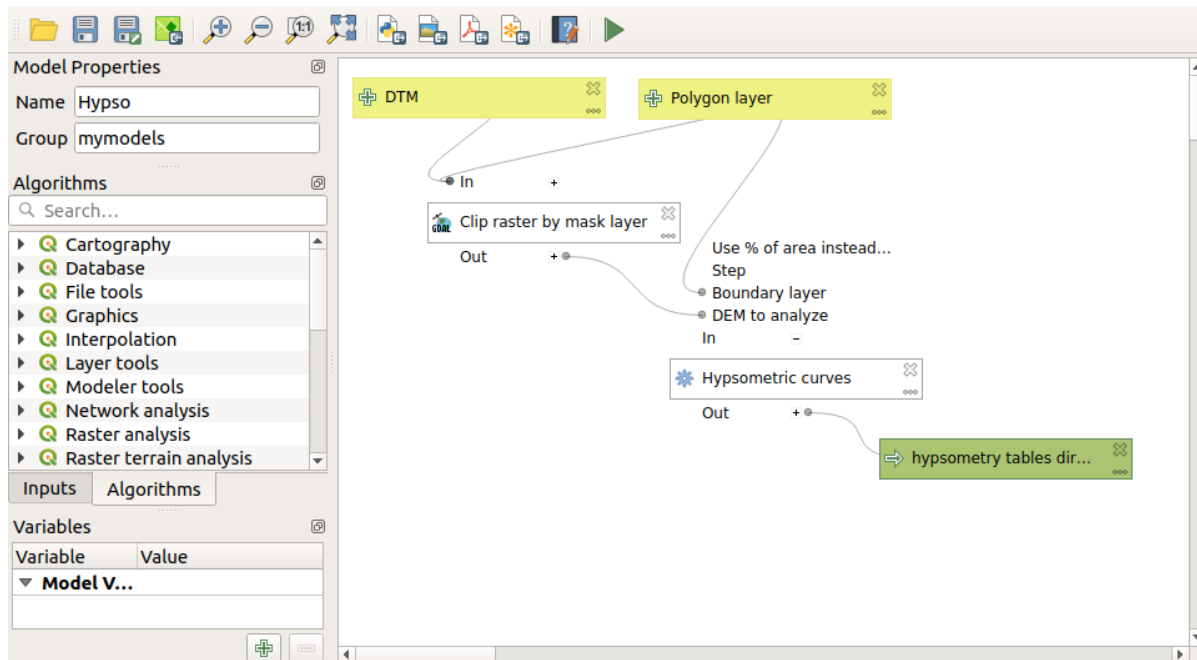 1:1
Model Properties
Name Hypso
Group mymodels
Algorithms
Search...
Cartography
Database
File tools
Graphics
Interpolation
Layer tools
Modeler tools
Network analysis
Raster analysis
Raster terrain analysis
Inputs Algorithms
Variables
Variable Value
Model V...
DTM
Polygon layer
In +
GDAL Clip raster by mask layer
Out +
Use % of area instead...
Step
Boundary layer
DEM to analyze
In -
Hypsometric curves
Out +
hypsometry tables dir...